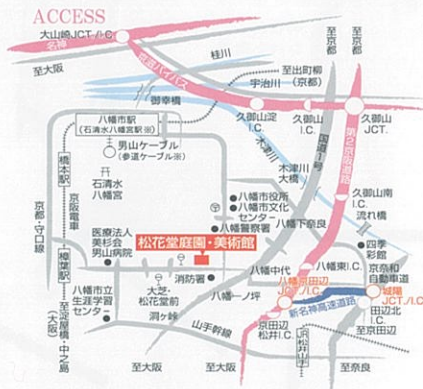 ACCESS
大山崎JCT./I.C.
名神
至大阪
桂川
至京都
至京都
京滋バイパス
至出町柳
(京都)
宇治川
御幸橋
久御山淀
I.C.
久御山
I.C.
久御山
JCT.
八幡市駅
(石清水八幡宮駅※)
男山ケーブル
(参道ケーブル※)
木津川
国道1号
第2京阪道路
木津川
大橋
橋本駅
石清水
八幡宮
久御山南
I.C.
流れ橋
京都・守口線
京阪電車
八幡市役所
八幡市文化
センター
八幡警察署
八幡下奈良
四季
彩館
医療法人
美杉会
男山病院
松花堂庭園・美術館
樟葉駅
消防署
八幡中代
八幡東I.C.
京奈和
自動車道
八幡京田辺
JCT./I.C.
城陽
JCT./I.C.
八幡市立
生涯学習
センター
大芝・
松花堂前
八幡一ノ坪
新名神高速道路
至淀屋橋・中之島
(大阪)
洞ヶ峠
山手幹線
京田辺
松井I.C.
田辺北
I.C.
至京田辺
JR松井山手
至大阪
至大阪
至奈良